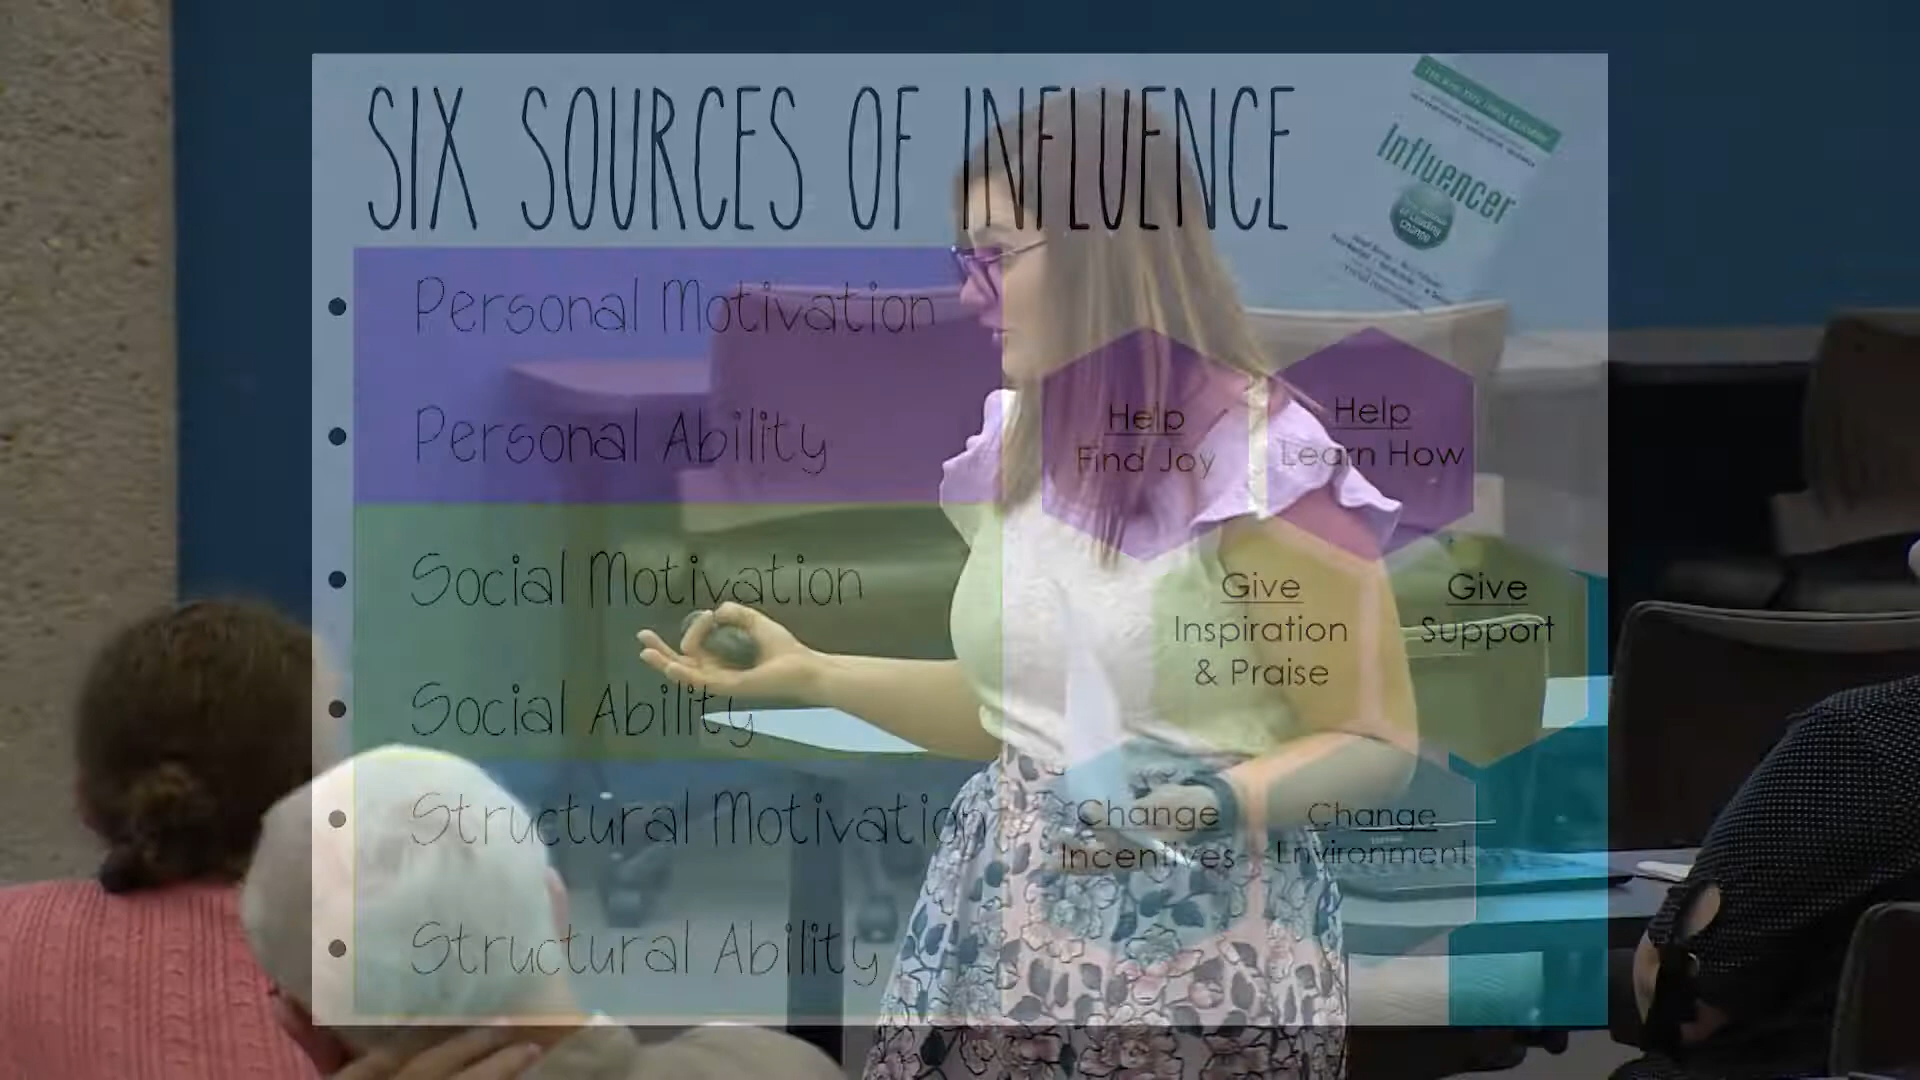 SIX SOURCES OF INFLUENCE
Influencer
• Personal Motivation
• Personal Ability
Help
Find Joy
Help
Learn How
• Social Motivation
• Social Ability
Give
Inspiration
& Praise
Give
Support
• Structural Motivation
• Structural Ability
Change
Incentives
Change
Environment